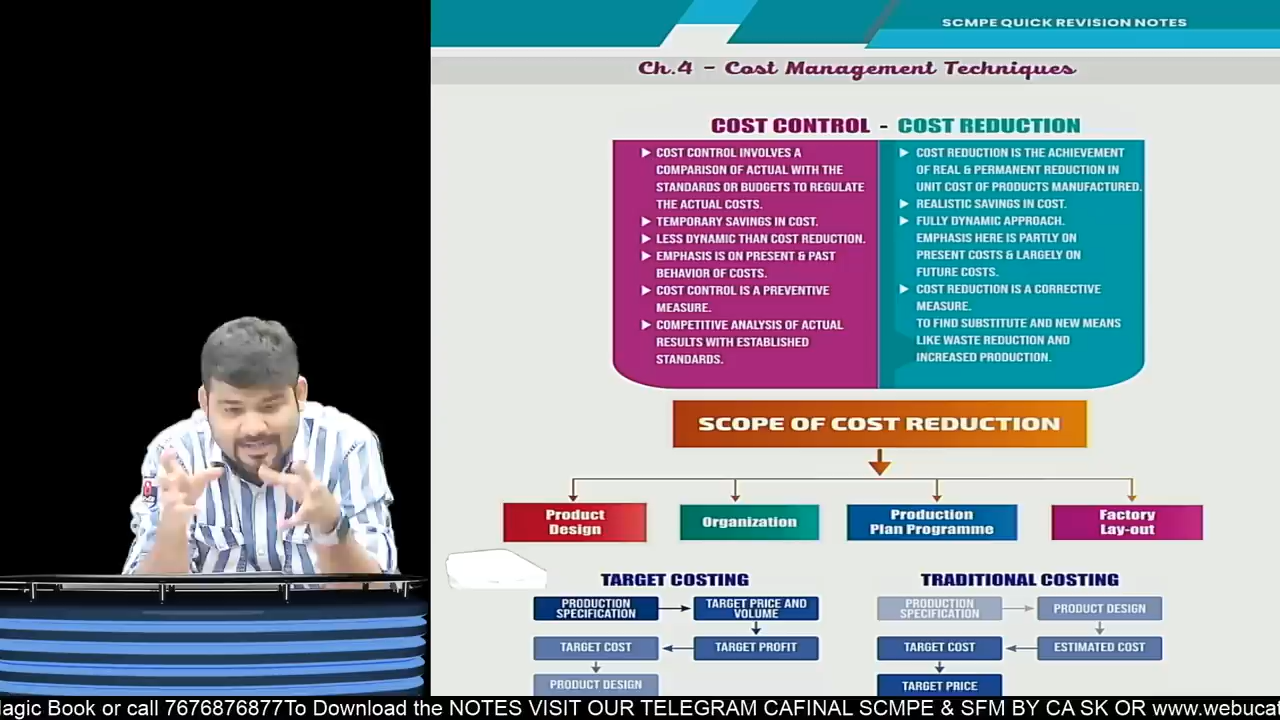 SCMPE QUICK REVISION NOTES
Ch.4 - Cost Management Techniques
COST CONTROL - COST REDUCTION
COST CONTROL INVOLVES A
COMPARISON OF ACTUAL WITH THE
STANDARDS OR BUDGETS TO REGULATE
THE ACTUAL COSTS.
TEMPORARY SAVINGS IN COST.
LESS DYNAMIC THAN COST REDUCTION.
EMPHASIS IS ON PRESENT & PAST
BEHAVIOR OF COSTS.
COST CONTROL IS A PREVENTIVE
MEASURE.
COMPETITIVE ANALYSIS OF ACTUAL
RESULTS WITH ESTABLISHED
STANDARDS.
COST REDUCTION IS THE ACHIEVEMENT
OF REAL & PERMANENT REDUCTION IN
UNIT COST OF PRODUCTS MANUFACTURED.
REALISTIC SAVINGS IN COST.
FULLY DYNAMIC APPROACH.
EMPHASIS HERE IS PARTLY ON
PRESENT COSTS & LARGELY ON
FUTURE COSTS.
COST REDUCTION IS A CORRECTIVE
MEASURE.
TO FIND SUBSTITUTE AND NEW MEANS
LIKE WASTE REDUCTION AND
INCREASED PRODUCTION.
SCOPE OF COST REDUCTION
Product
Design
Organization
Production
Plan Programme
Factory
Lay-out
TARGET COSTING
PRODUCTION
SPECIFICATION
TARGET PRICE AND
VOLUME
TARGET COST
TARGET PROFIT
PRODUCT DESIGN
TRADITIONAL COSTING
PRODUCTION
SPECIFICATION
PRODUCT DESIGN
TARGET COST
ESTIMATED COST
TARGET PRICE
lagic Book or call 7676876877To Download the NOTES VISIT OUR TELEGRAM CAFINAL SCMPE & SFM BY CA SK OR www.webuca